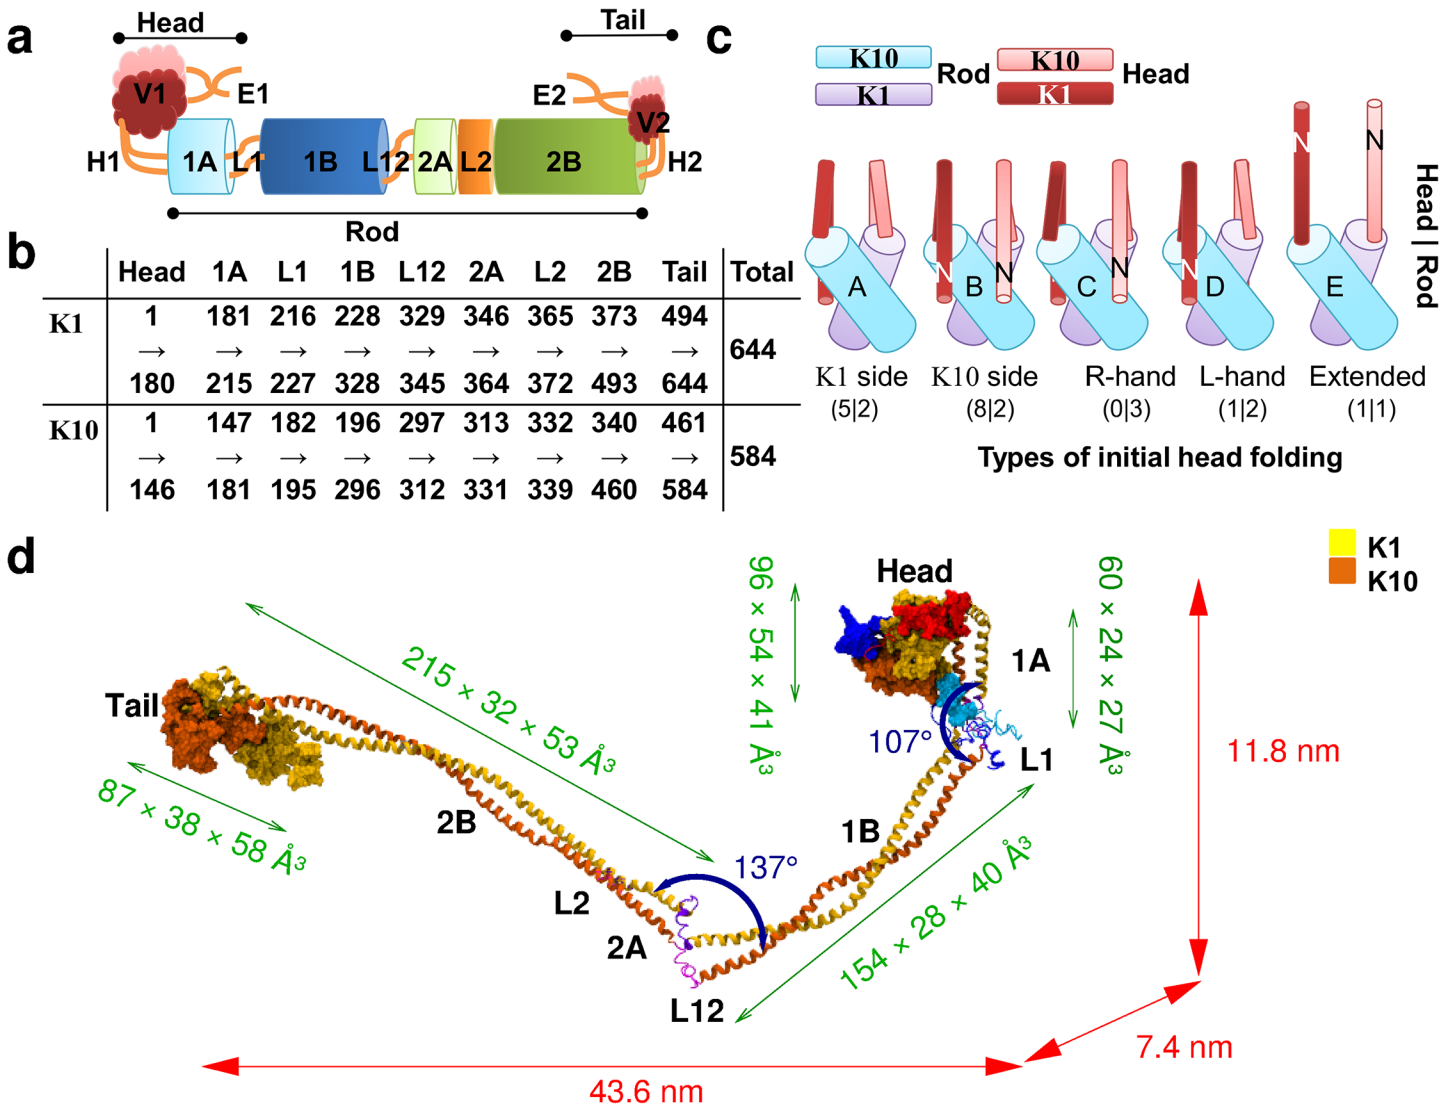 a
Head
Tail
V1
E1
E2
V2
H1
1A
L1
1B
L12
2A
L2
2B
H2
Rod
b
Head 1A L1 1B L12 2A L2 2B Tail Total
K1
1 181 216 228 329 346 365 373 494
→ → → → → → → → →
644
180 215 227 328 345 364 372 493 644
K10
1 147 182 196 297 313 332 340 461
→ → → → → → → → →
584
146 181 195 296 312 331 339 460 584
c
K10
K1
Rod
K10
K1
Head
N
N
N
N
N
N
A
B
C
D
E
Head | Rod
K1 side
(5|2)
K10 side
(8|2)
R-hand
(0|3)
L-hand
(1|2)
Extended
(1|1)
Types of initial head folding
d
K1
K10
Head
96 × 54 × 41 Å³
60 × 24 × 27 Å³
1A
11.8 nm
Tail
215 × 32 × 53 Å³
107°
L1
87 × 38 × 58 Å³
2B
1B
137°
154 × 28 × 40 Å³
L2
2A
L12
7.4 nm
43.6 nm